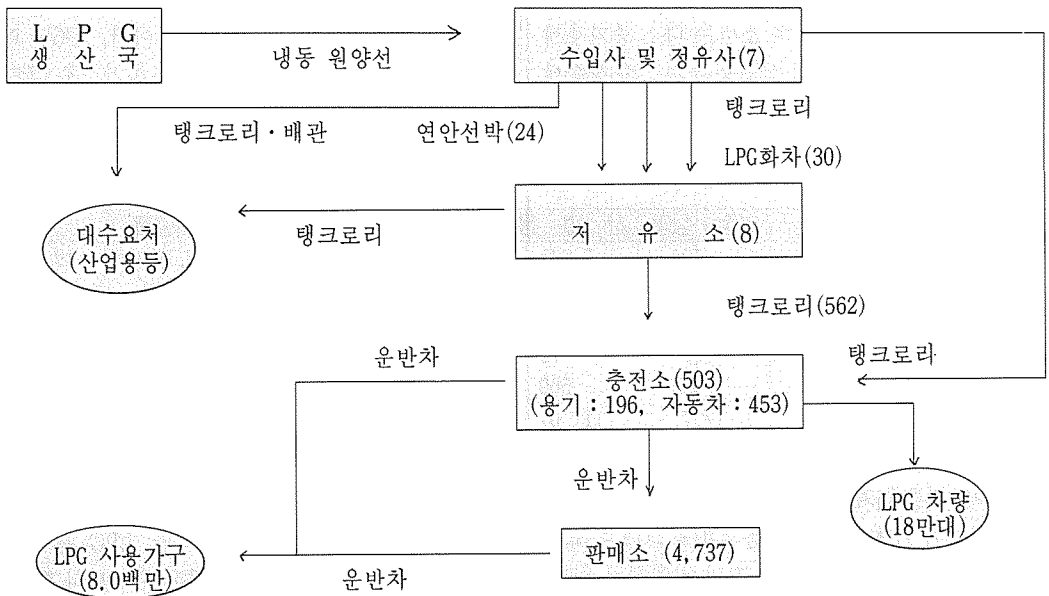 L P G
생 산 국
냉동 원양선
수입사 및 정유사(7)
탱크로리·배관
연안선박(24)
탱크로리
LPG화차(30)
대수요처
(산업용등)
탱크로리
저 유 소(8)
탱크로리(562)
운반차
탱크로리
충전소(503)
(용기:196, 자동차:453)
운반차
LPG 차량
(18만대)
LPG 사용가구
(8.0백만)
운반차
판매소 (4,737)